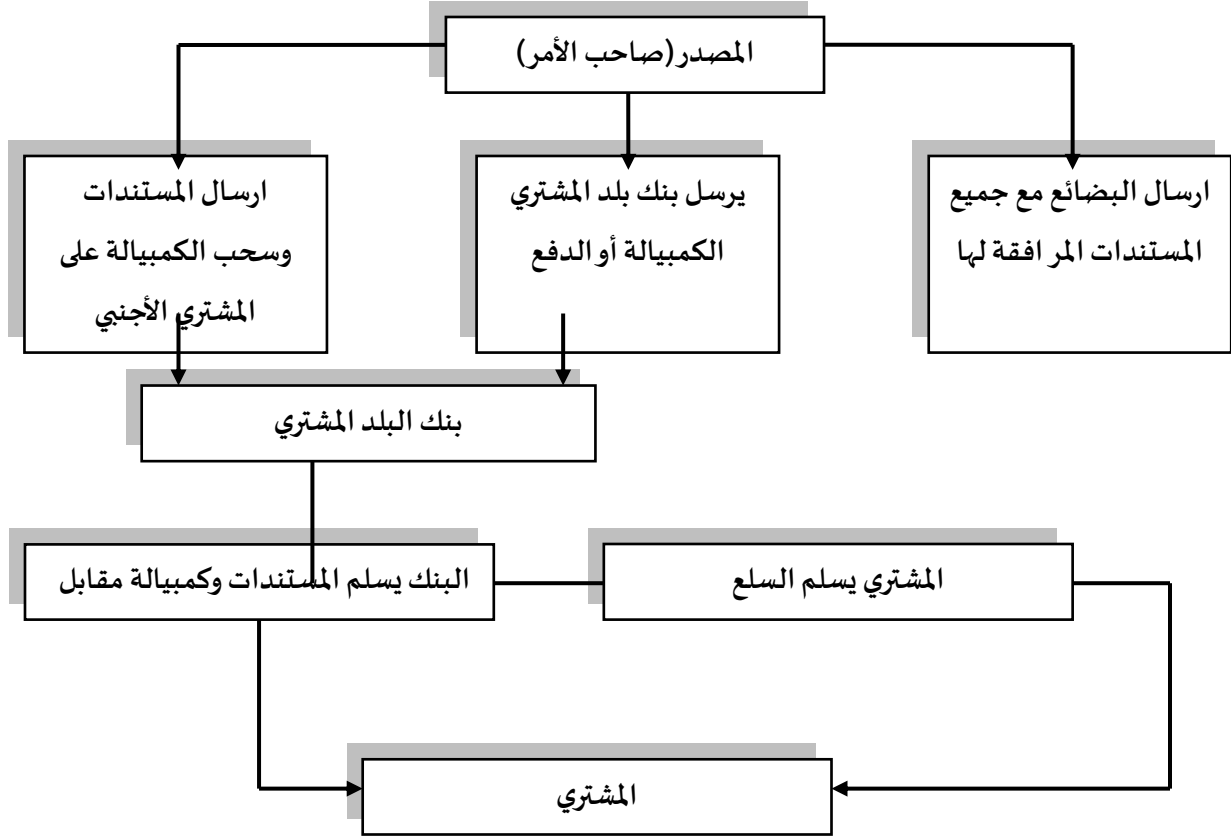 المصدر(صاحب الأمر)
ارسال البضائع مع جميع
المستندات المرافقة لها
يرسل بنك بلد المشتري
الكمبيالة أو الدفع
ارسال المستندات
وسحب الكمبيالة على
المشتري الأجنبي
بنك البلد المشتري
المشتري يسلم السلع
البنك يسلم المستندات وكمبيالة مقابل
المشتري